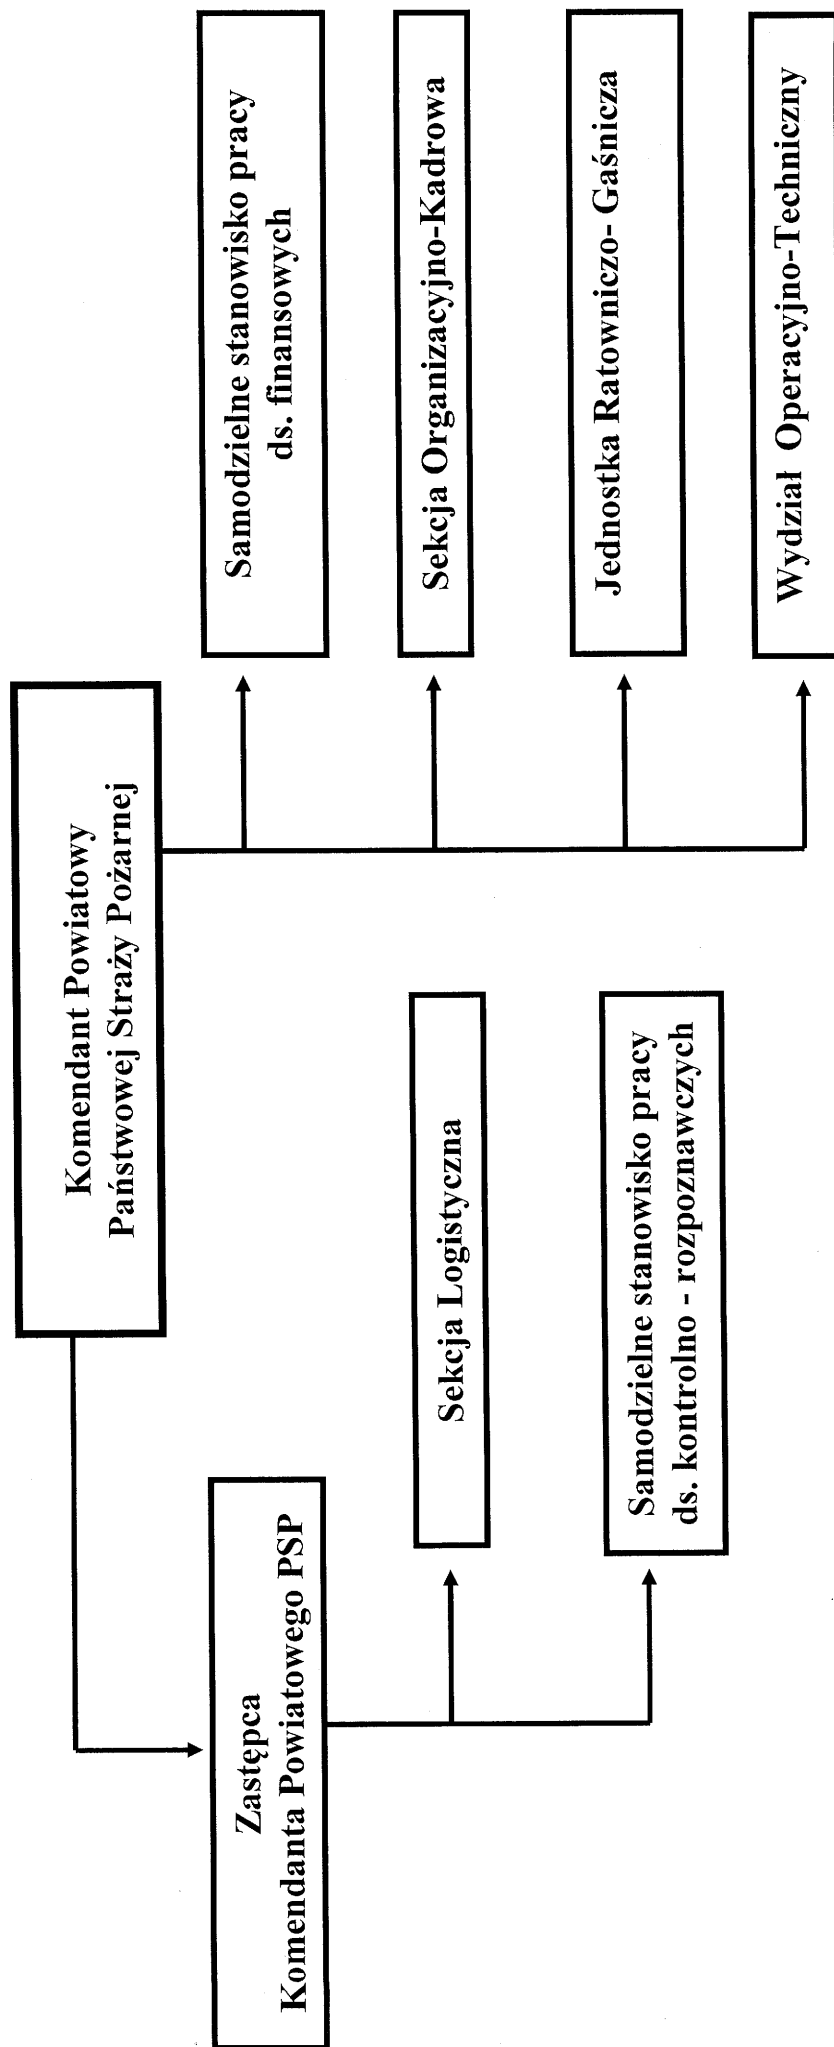 Komendant Powiatowy
Państwowej Straży Pożarnej
Zastępca
Komendanta Powiatowego PSP
Sekcja Logistyczna
Samodzielne stanowisko pracy
ds. kontrolno - rozpoznawczych
Samodzielne stanowisko pracy
ds. finansowych
Sekcja Organizacyjno-Kadrowa
Jednostka Ratowniczo- Gaśnicza
Wydział Operacyjno-Techniczny